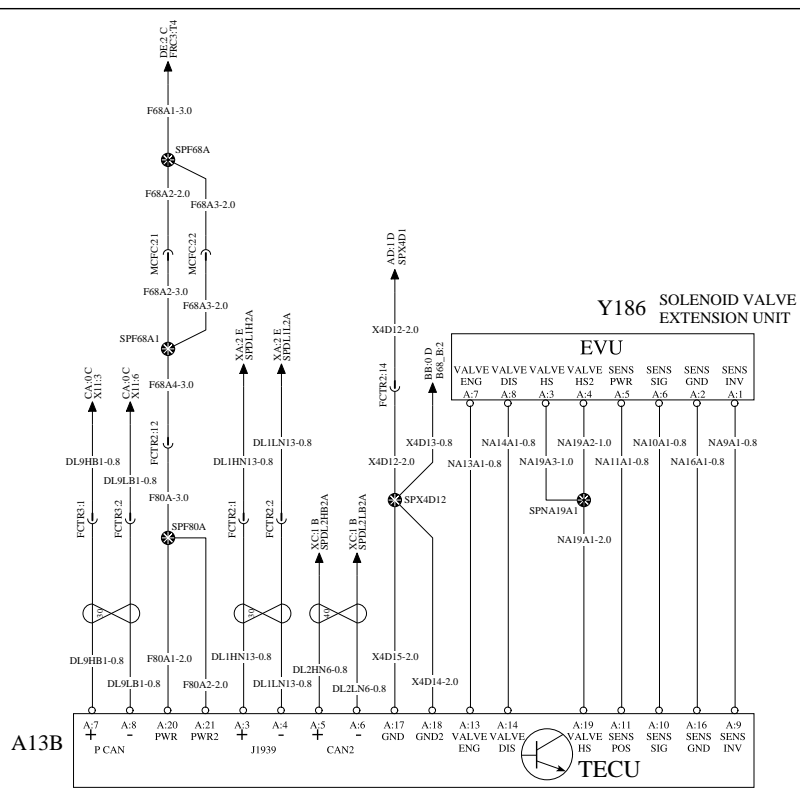 DE:2 C
FRC3:T4
F68A1-3.0
SPF68A
F68A2-2.0
F68A3-2.0
MCFC:21
MCFC:22
F68A2-3.0
F68A3-2.0
SPF68A1
F68A4-3.0
CA:0 C
X11:3
CA:0 C
X11:6
FCTR2:12
DL9HB1-0.8
DL9LB1-0.8
F80A-3.0
FCTR3:1
FCTR3:2
SPF80A
30
DL9HB1-0.8
DL9LB1-0.8
F80A1-2.0
F80A2-2.0
XA:2 E
SPDL1H2A
XA:2 E
SPDL1L2A
DL1HN13-0.8
DL1LN13-0.8
FCTR2:1
FCTR2:2
30
DL1HN13-0.8
DL1LN13-0.8
XC:1 B
SPDL2HB2A
XC:1 B
SPDL2LB2A
40
DL2HN6-0.8
DL2LN6-0.8
AD:1 D
SPX4D1
X4D12-2.0
FCTR2:14
BB:0 D
B68_B:2
X4D13-0.8
X4D12-2.0
SPX4D12
X4D15-2.0
X4D14-2.0
Y186 SOLENOID VALVE
EXTENSION UNIT
EVU
VALVE VALVE VALVE VALVE SENS SENS SENS SENS
ENG DIS HS HS2 PWR SIG GND INV
A:7 A:8 A:3 A:4 A:5 A:6 A:2 A:1
NA14A1-0.8 NA19A2-1.0 NA10A1-0.8 NA9A1-0.8
NA13A1-0.8 NA19A3-1.0 NA11A1-0.8 NA16A1-0.8
SPNA19A1
NA19A1-2.0
A13B
A:7 A:8 A:20 A:21 A:3 A:4 A:5 A:6 A:17 A:18 A:13 A:14 A:19 A:11 A:10 A:16 A:9
+ - PWR PWR2 + - + - GND GND2 VALVE VALVE VALVE SENS SENS SENS SENS
P CAN J1939 CAN2 ENG DIS HS POS SIG GND INV
TECU